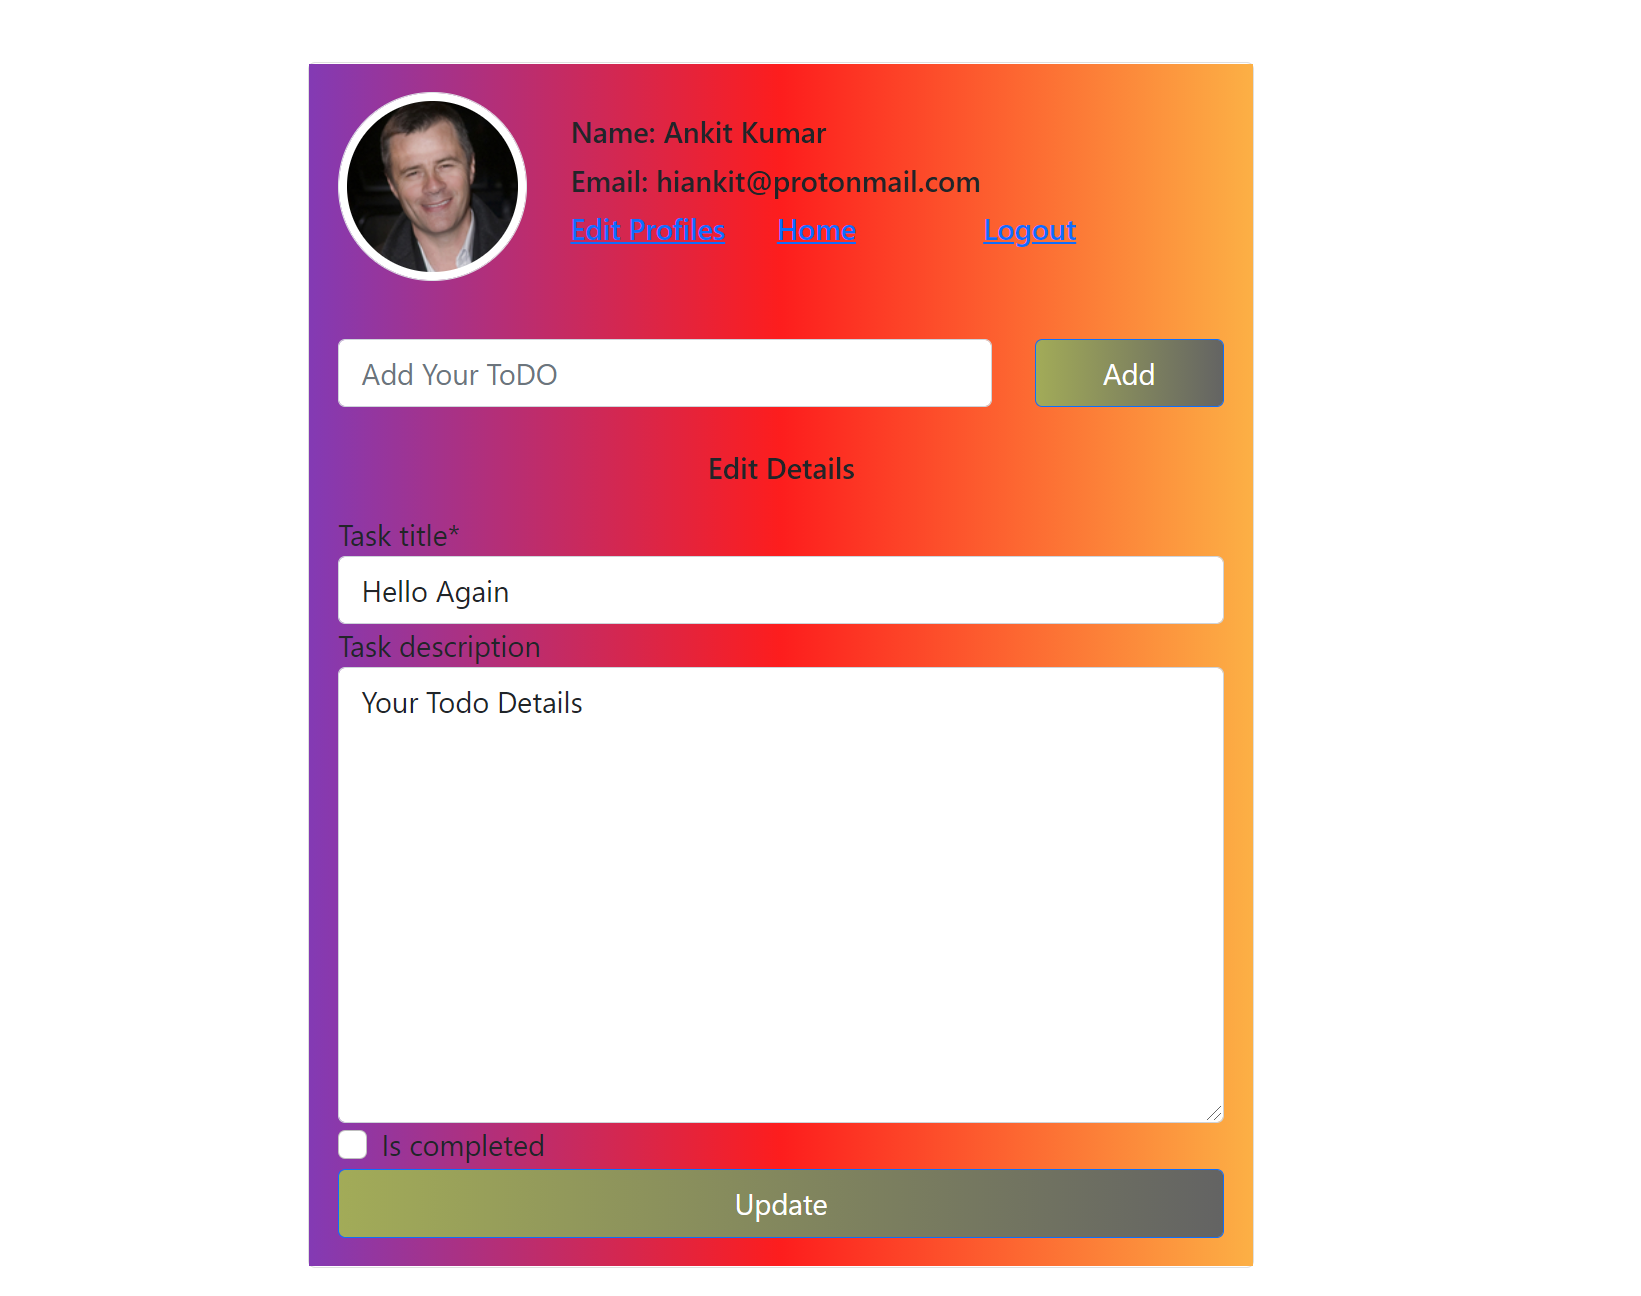 Name: Ankit Kumar
Email: hiankit@protonmail.com
Edit Profiles Home Logout
Add Your ToDO Add
Edit Details
Task title*
Hello Again
Task description
Your Todo Details
Is completed
Update